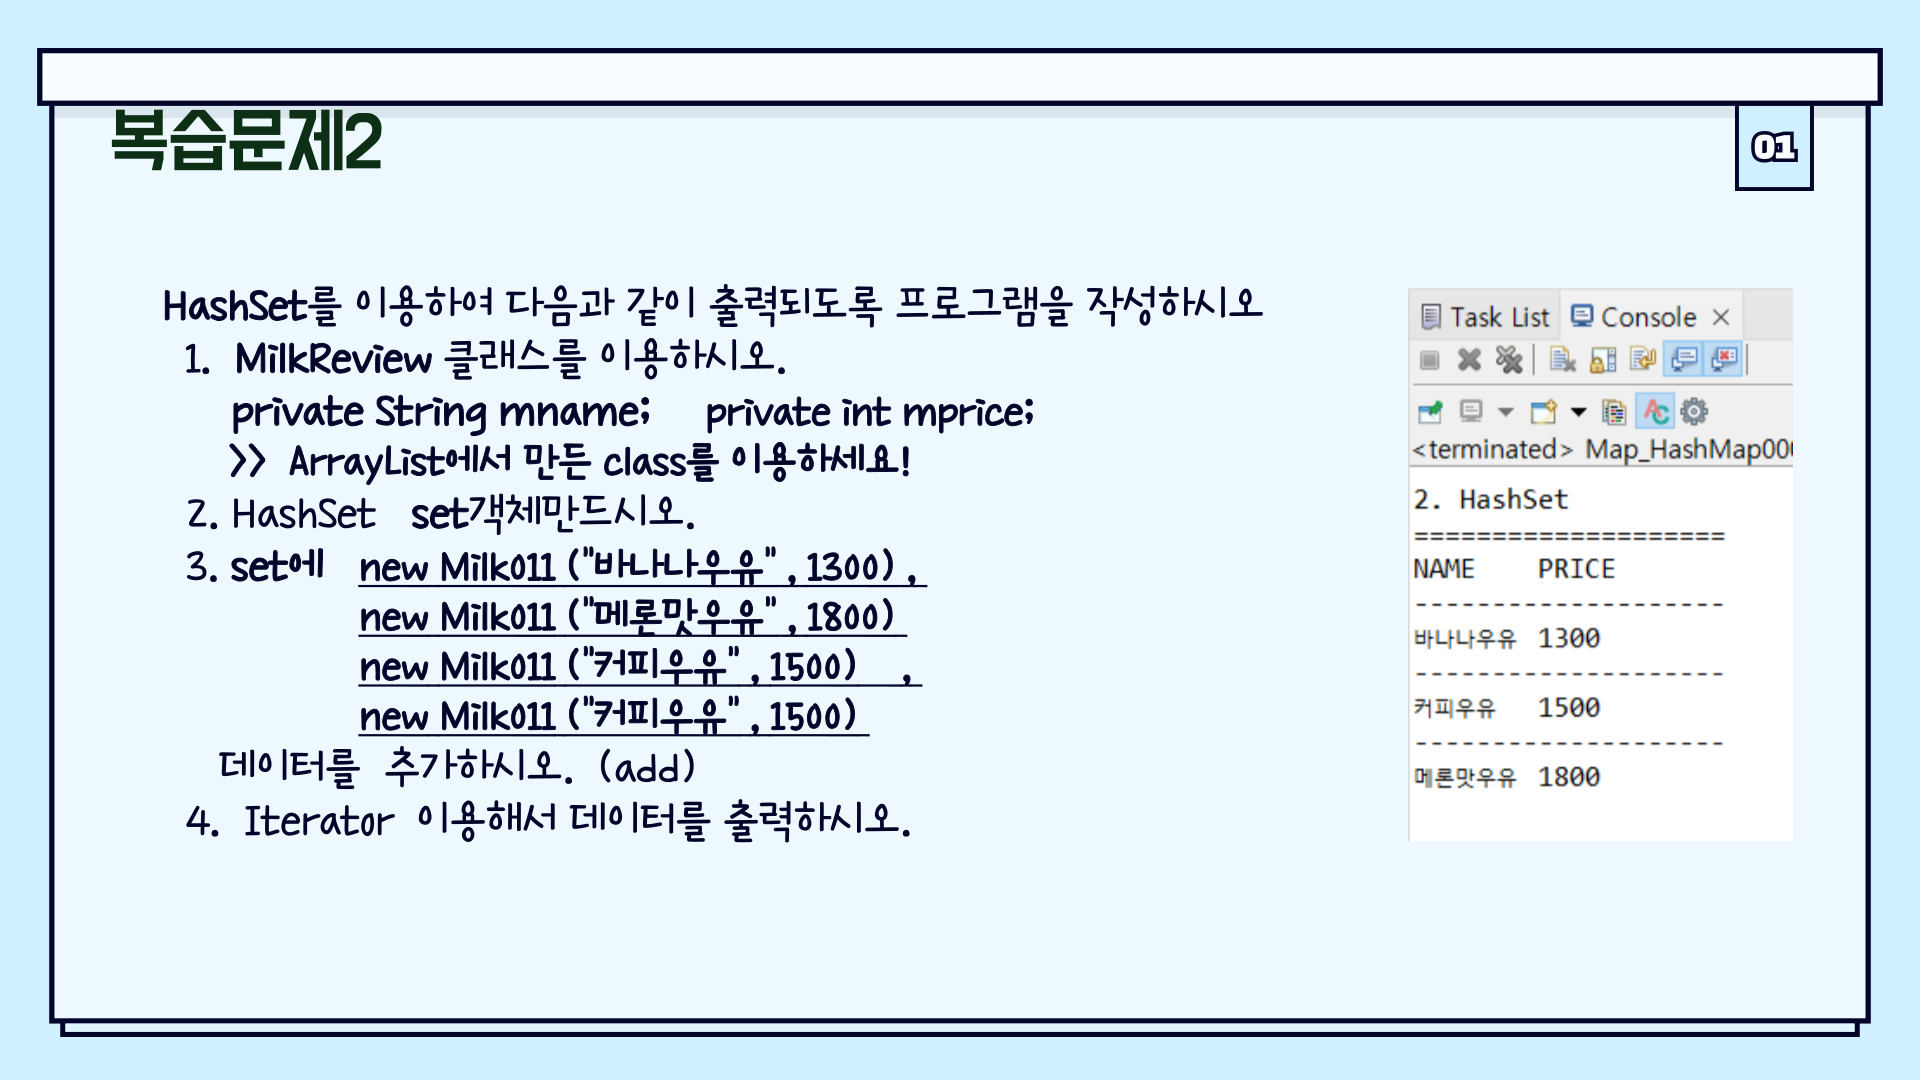 복습문제2
01
HashSet를 이용하여 다음과 같이 출력되도록 프로그램을 작성하시오
1. MilkReview 클래스를 이용하시오.
private String mname; private int mprice;
>> ArrayList에서 만든 class를 이용하세요!
2. HashSet set객체만드시오.
3. set에 new Milk011 ("바나나우유" , 1300) ,
new Milk011 ("메론맛우유" , 1800)
new Milk011 ("커피우유" , 1500) ,
new Milk011 ("커피우유" , 1500)
데이터를 추가하시오. (add)
4. Iterator 이용해서 데이터를 출력하시오.
Task List Console
<terminated> Map_HashMap00
2. HashSet
====================
NAME PRICE
--------------------
바나나우유 1300
--------------------
커피우유 1500
--------------------
메론맛우유 1800